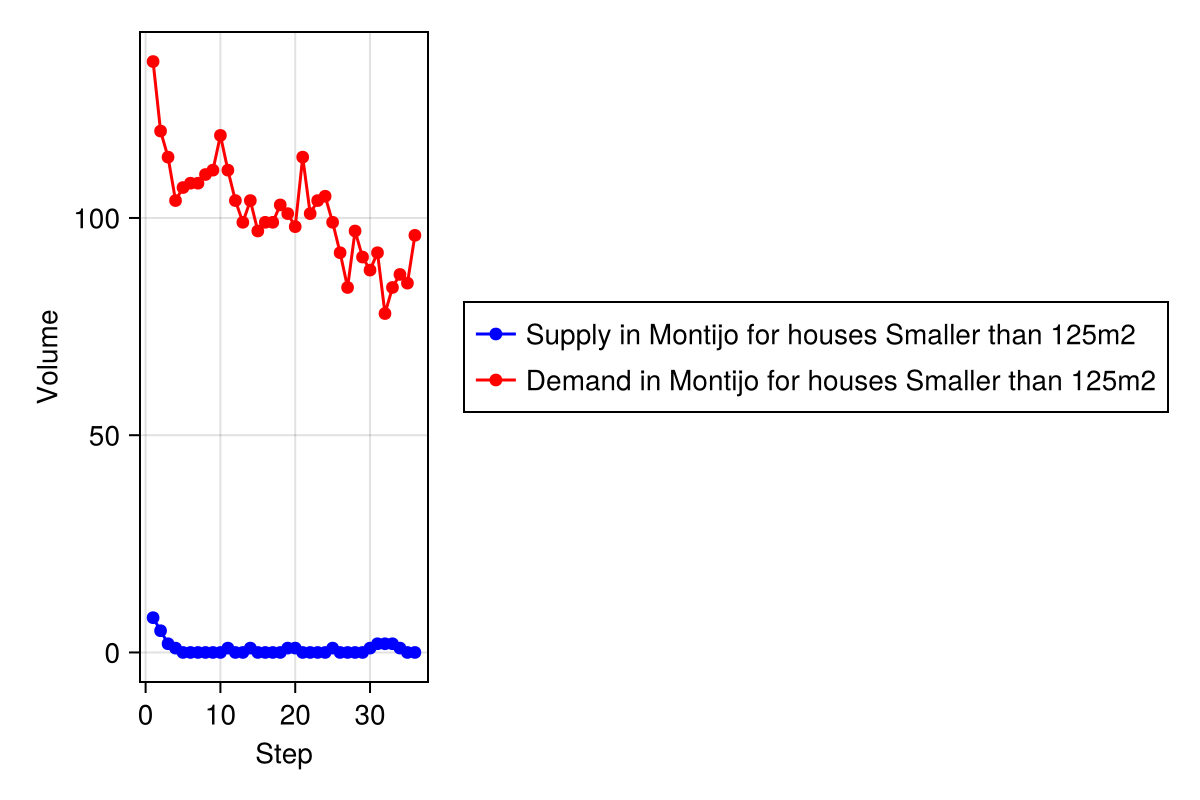 100
50
0
Volume
0 10 20 30
Step
Supply in Montijo for houses Smaller than 125m2
Demand in Montijo for houses Smaller than 125m2